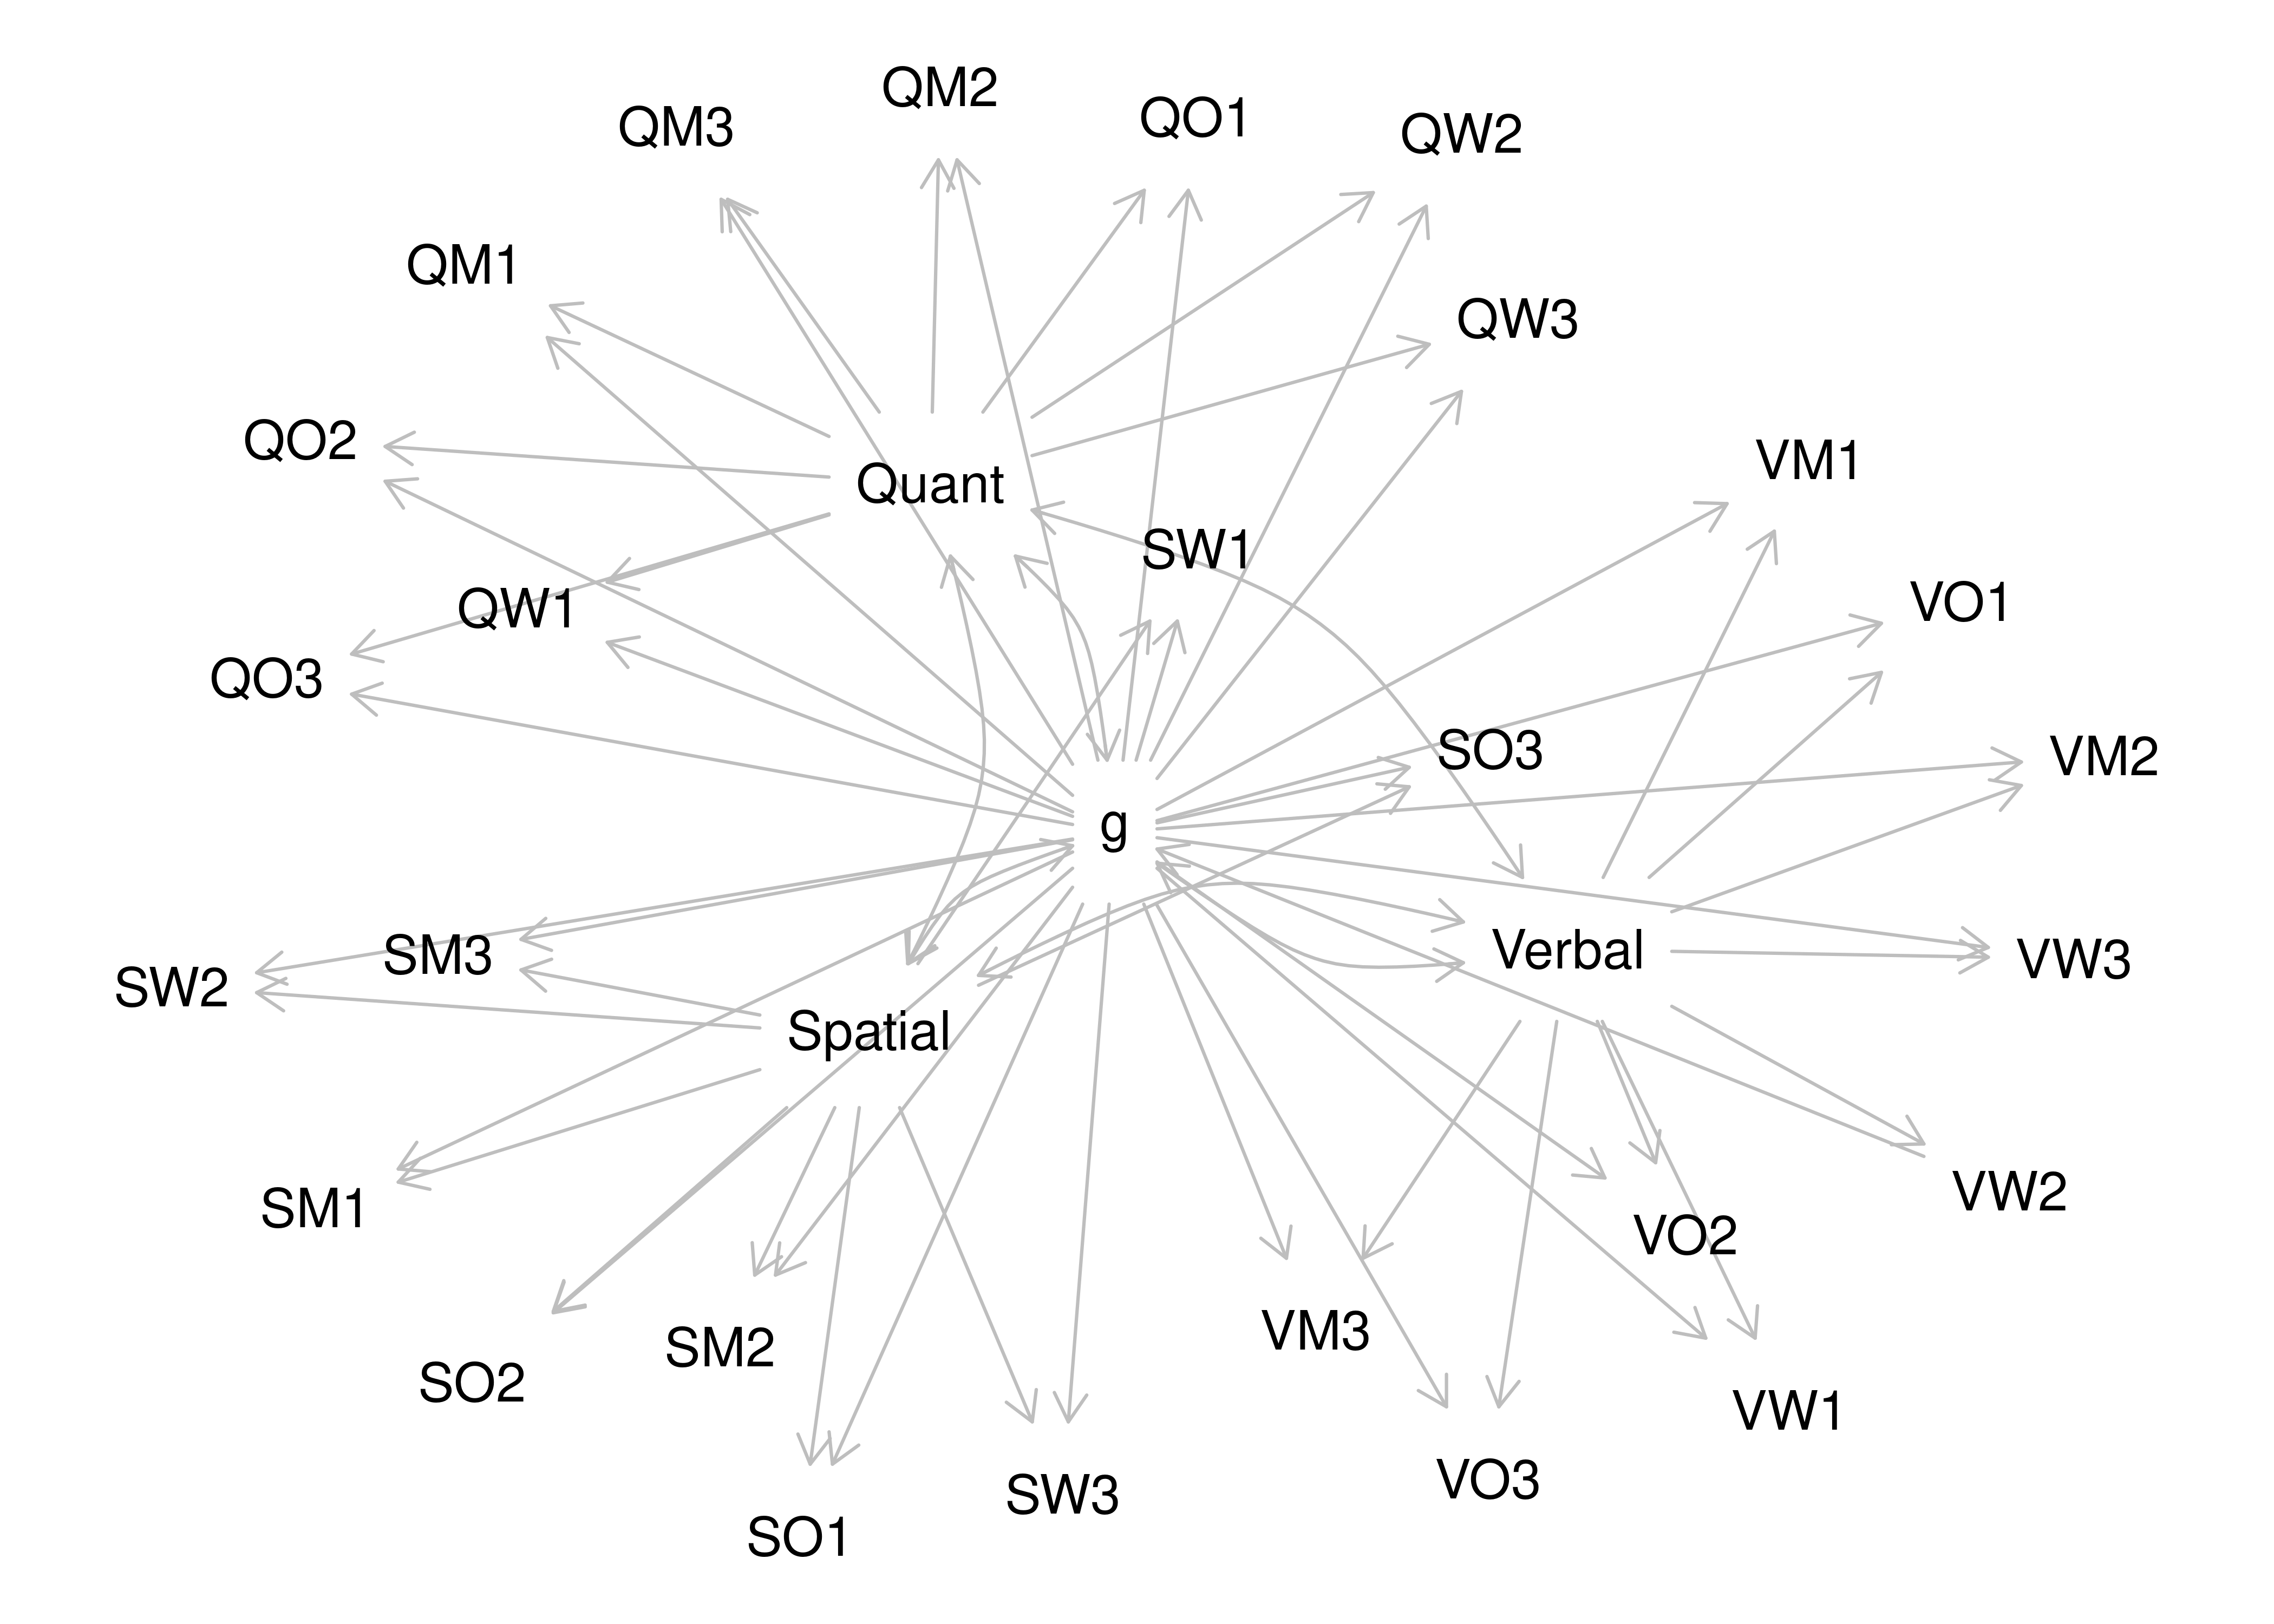 QM2
QO1
QM3
QW2
QM1
QW3
QO2
VM1
Quant
SW1
VO1
QW1
QO3
SO3
VM2
g
Verbal
SM3
VW3
SW2
Spatial
VW2
SM1
VO2
VM3
SM2
SO2
VW1
VO3
SW3
SO1